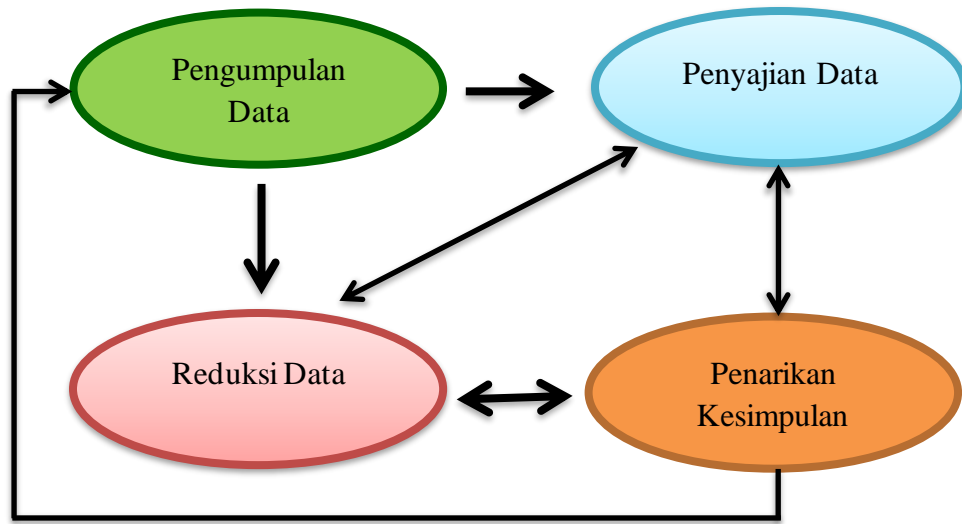 Pengumpulan
Data
Penyajian Data
Reduksi Data
Penarikan
Kesimpulan